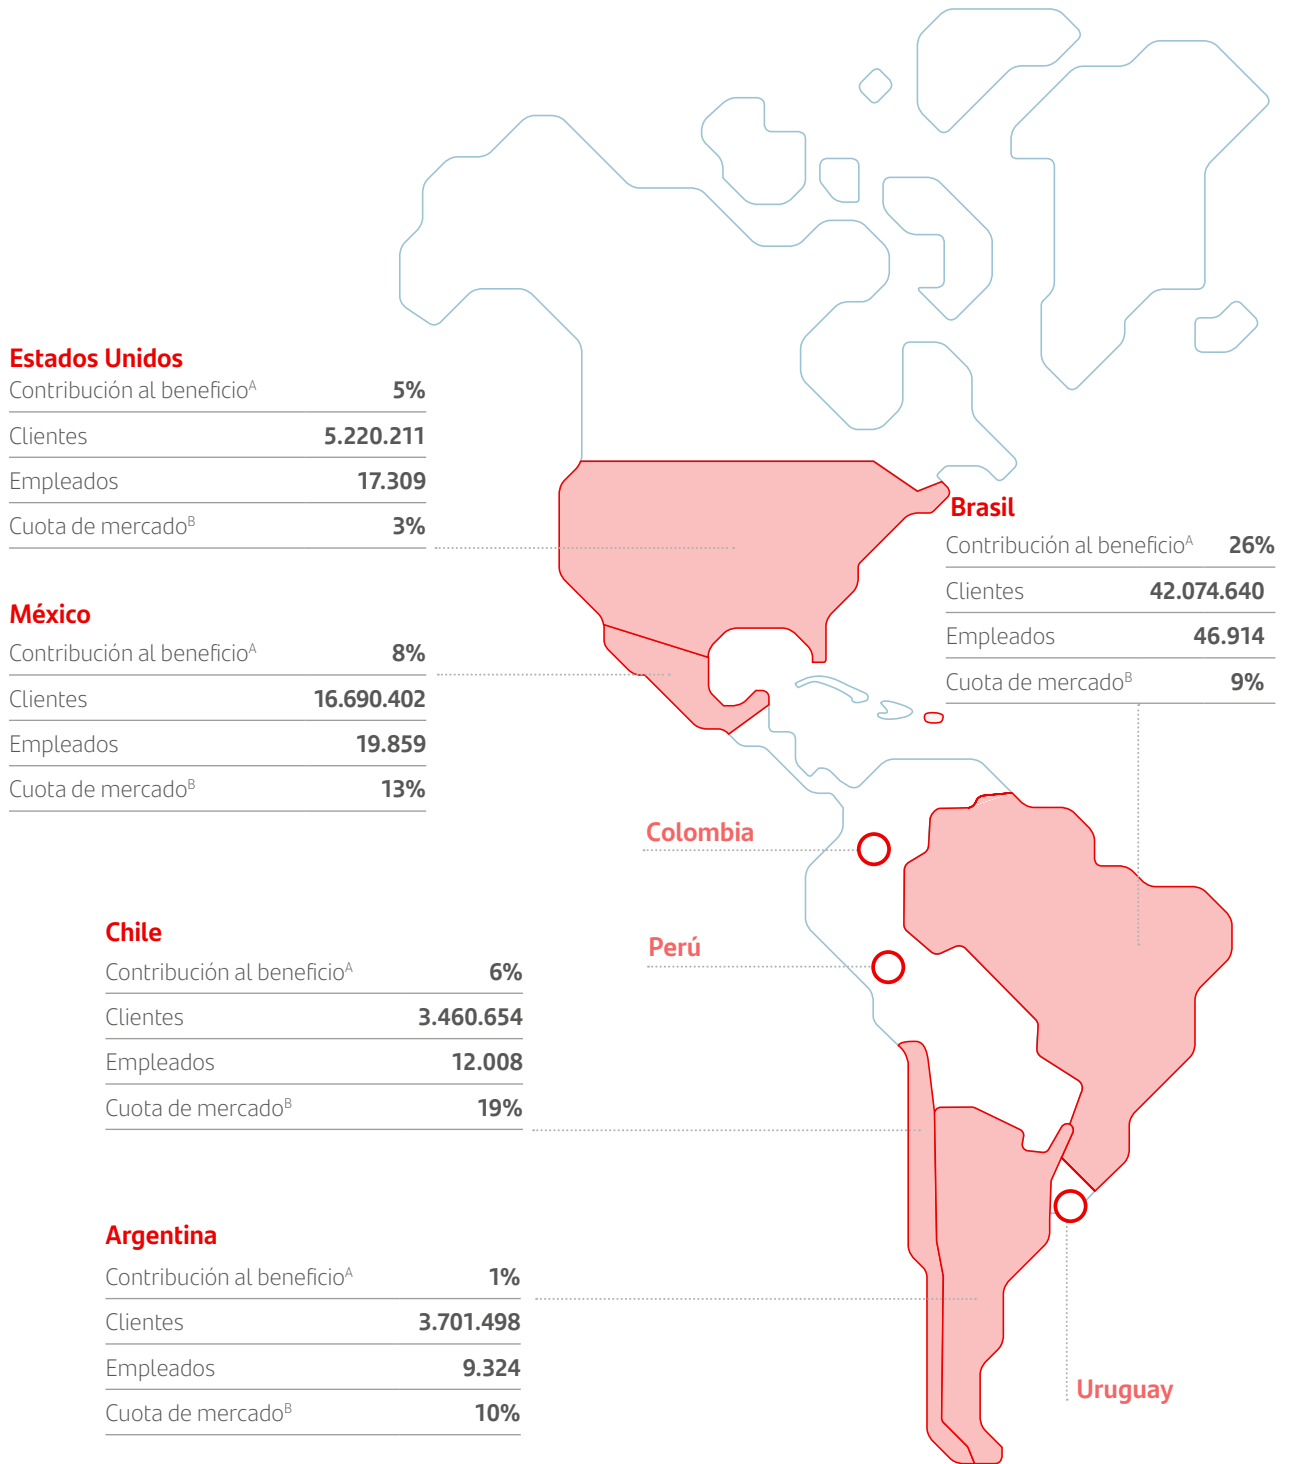 Estados Unidos
Contribución al beneficioᴬ 5%
Clientes 5.220.211
Empleados 17.309
Cuota de mercadoᴮ 3%
México
Contribución al beneficioᴬ 8%
Clientes 16.690.402
Empleados 19.859
Cuota de mercadoᴮ 13%
Brasil
Contribución al beneficioᴬ 26%
Clientes 42.074.640
Empleados 46.914
Cuota de mercadoᴮ 9%
Colombia
Perú
Chile
Contribución al beneficioᴬ 6%
Clientes 3.460.654
Empleados 12.008
Cuota de mercadoᴮ 19%
Argentina
Contribución al beneficioᴬ 1%
Clientes 3.701.498
Empleados 9.324
Cuota de mercadoᴮ 10%
Uruguay